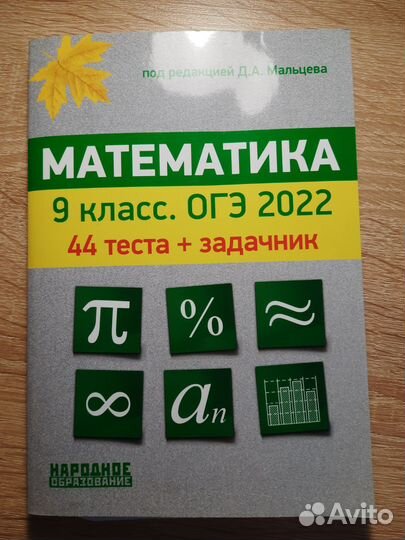 под редакцией Д.А. Мальцева
МАТЕМАТИКА
9 класс. ОГЭ 2022
44 теста + задачник
π % ≈
∞ aₙ
НАРОДНОЕ
ОБРАЗОВАНИЕ
Avito